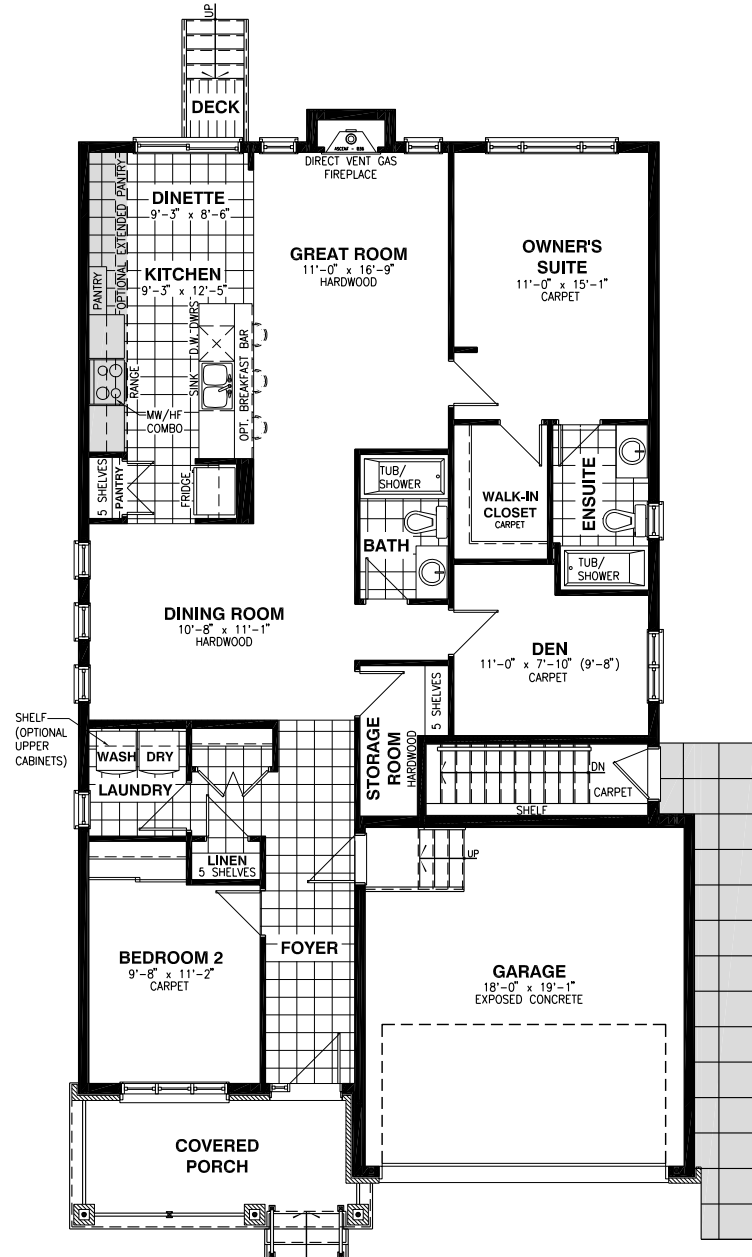 UP
DECK
ASCENT - B36
DIRECT VENT GAS
FIREPLACE
OPTIONAL EXTENDED PANTRY
DINETTE
9'-3" x 8'-6"
GREAT ROOM
11'-0" x 16'-9"
HARDWOOD
OWNER'S
SUITE
11'-0" x 15'-1"
CARPET
PANTRY
KITCHEN
9'-3" x 12'-5"
D.W. DWRS
SINK
OPT. BREAKFAST BAR
RANGE
MW/HF
COMBO
5 SHELVES
PANTRY
FRIDGE
TUB/
SHOWER
BATH
WALK-IN
CLOSET
CARPET
ENSUITE
TUB/
SHOWER
DINING ROOM
10'-8" x 11'-1"
HARDWOOD
DEN
11'-0" x 7'-10" (9'-8")
CARPET
SHELF
(OPTIONAL
UPPER
CABINETS)
WASH
DRY
LAUNDRY
STORAGE
ROOM
HARDWOOD
5 SHELVES
DN
CARPET
SHELF
LINEN
5 SHELVES
UP
BEDROOM 2
9'-8" x 11'-2"
CARPET
FOYER
GARAGE
18'-0" x 19'-1"
EXPOSED CONCRETE
COVERED
PORCH